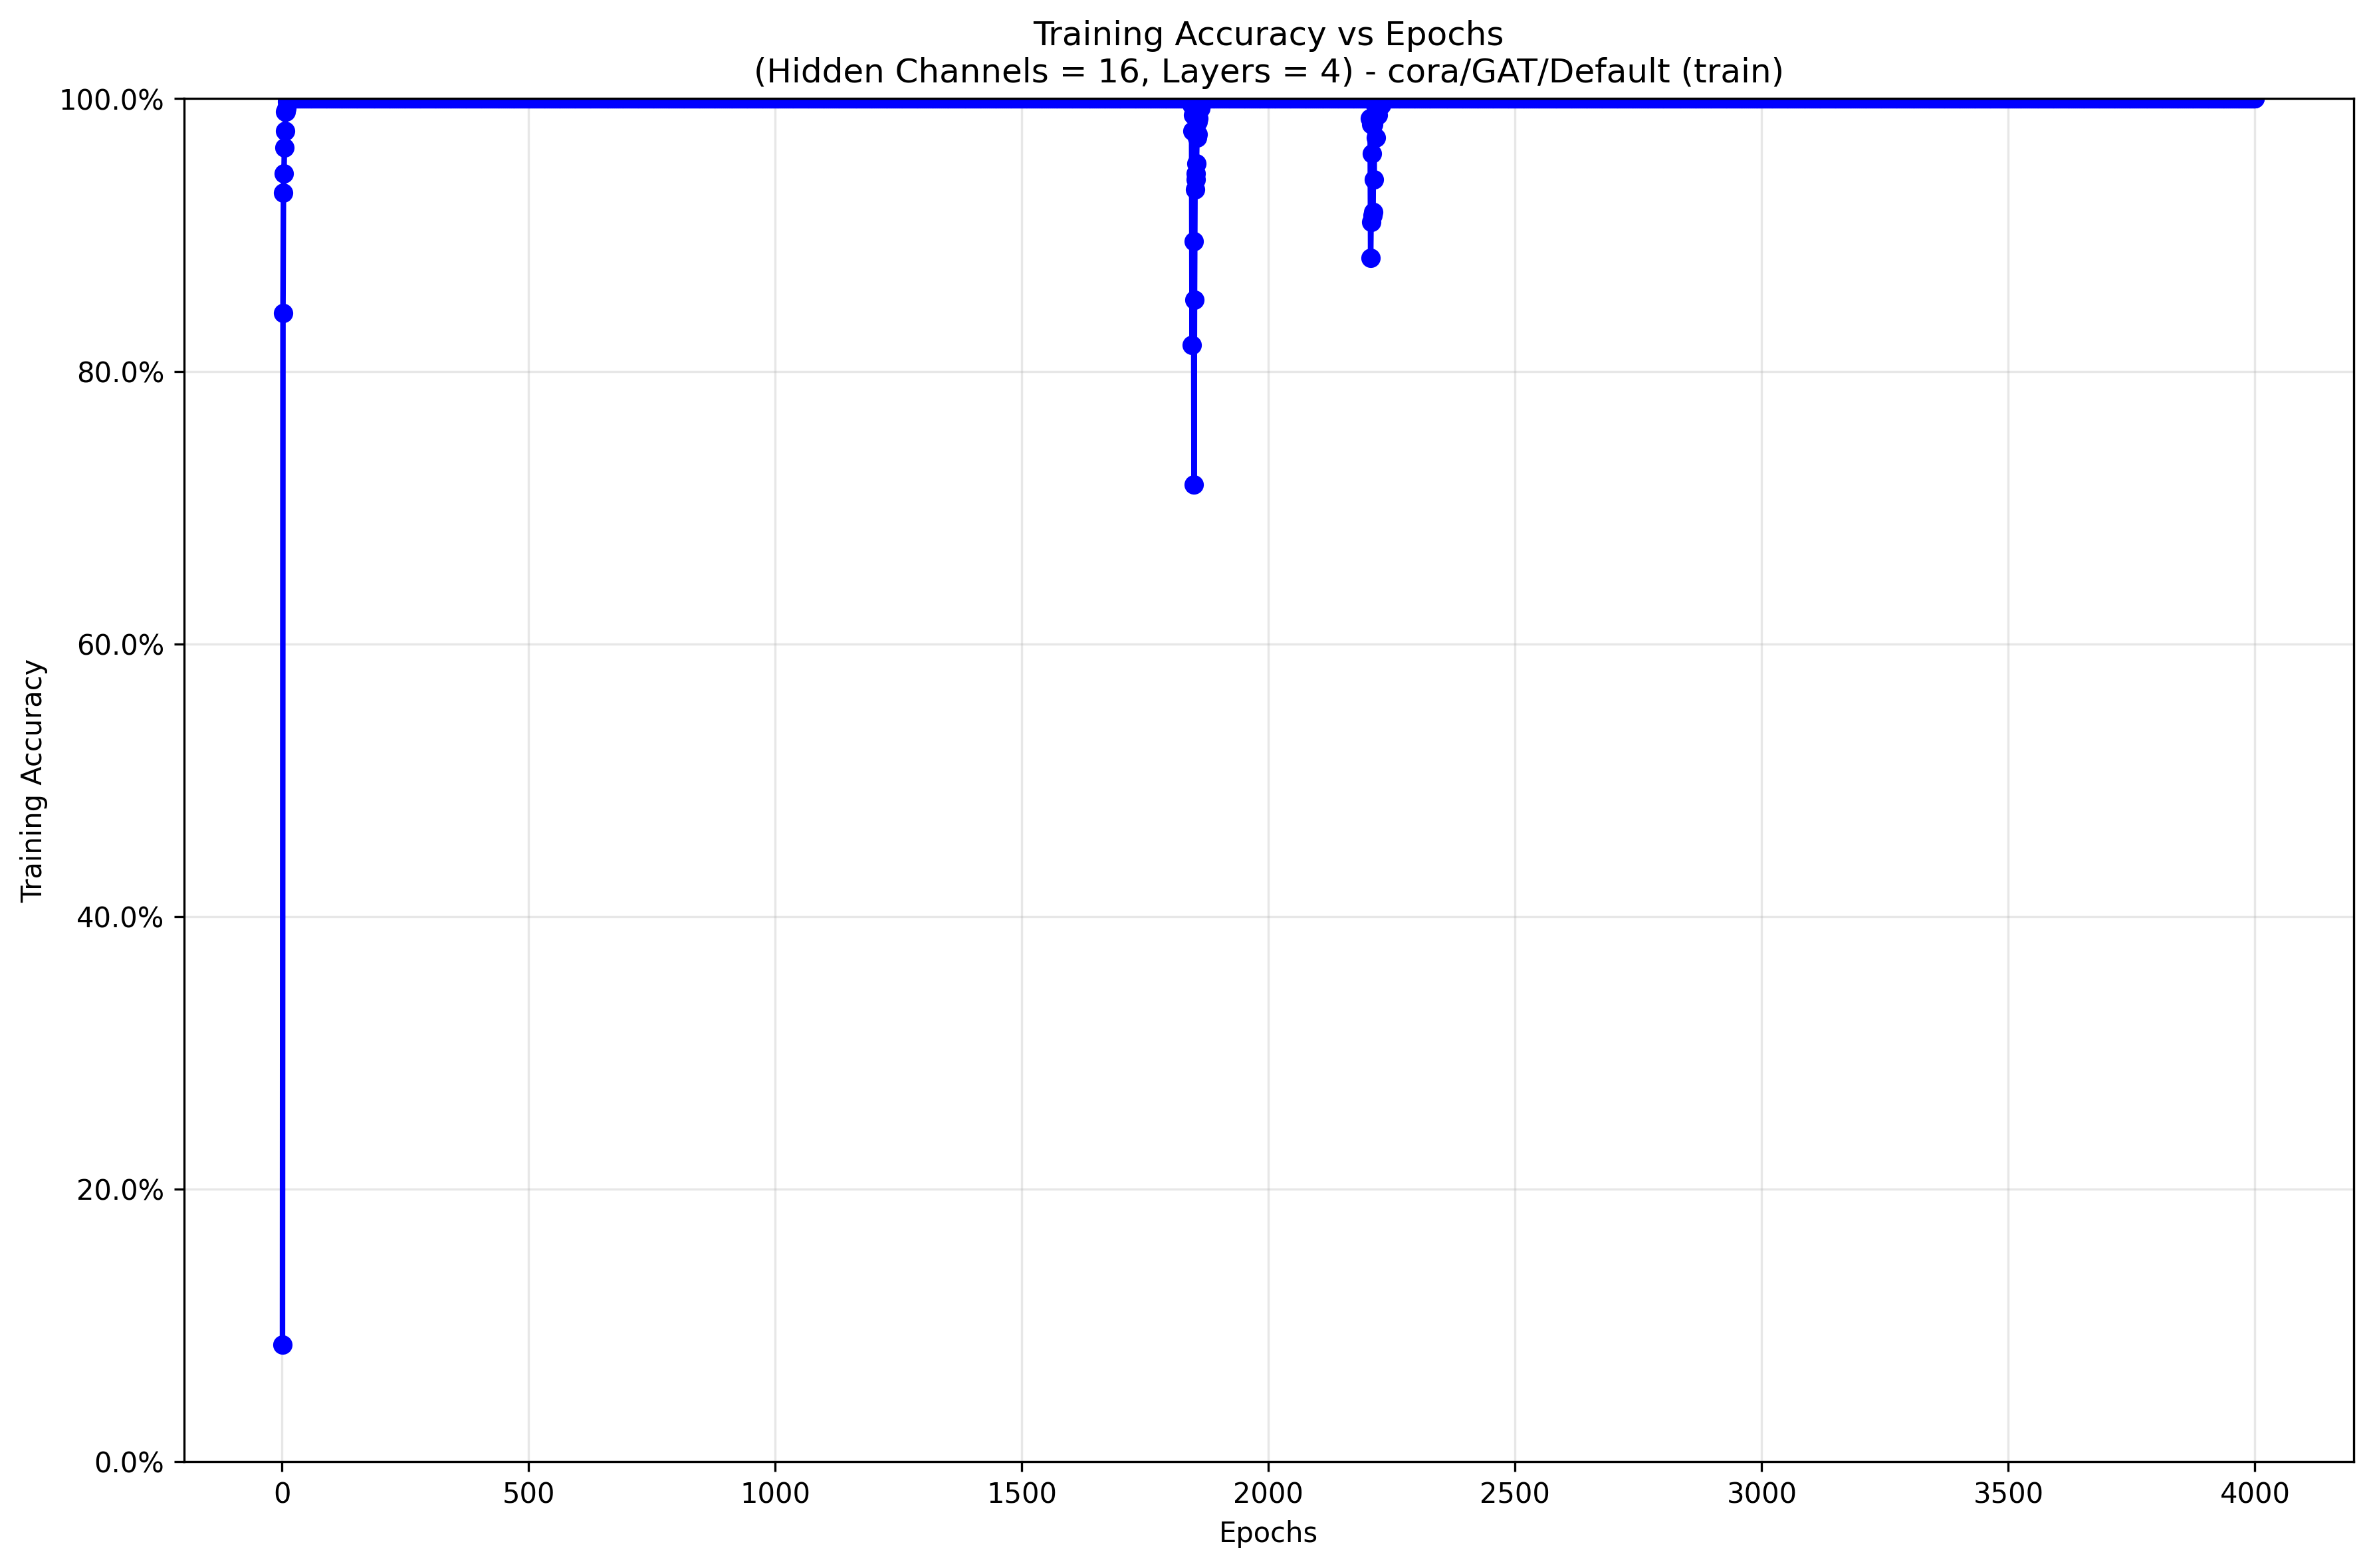 Training Accuracy vs Epochs
(Hidden Channels = 16, Layers = 4) - cora/GAT/Default (train)
100.0%
80.0%
60.0%
40.0%
20.0%
0.0%
Training Accuracy
0 500 1000 1500 2000 2500 3000 3500 4000
Epochs